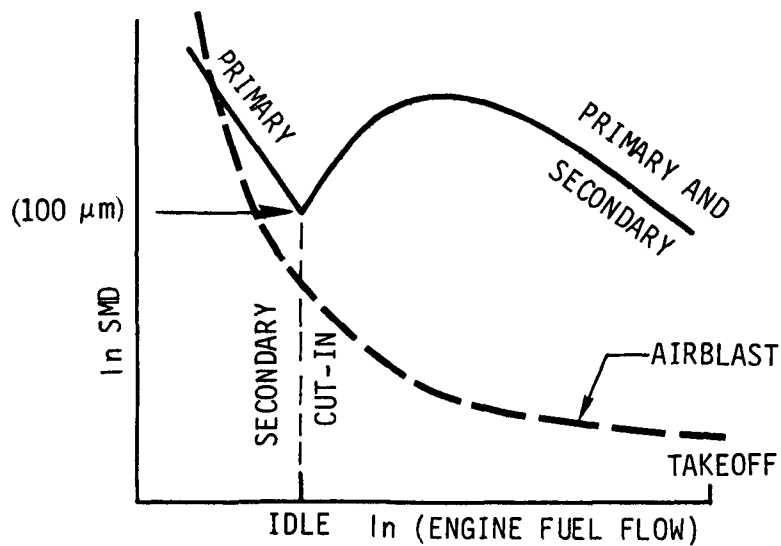 PRIMARY
PRIMARY AND
SECONDARY
(100 μm)
ln SMD
SECONDARY
CUT-IN
AIRBLAST
TAKEOFF
IDLE
ln (ENGINE FUEL FLOW)